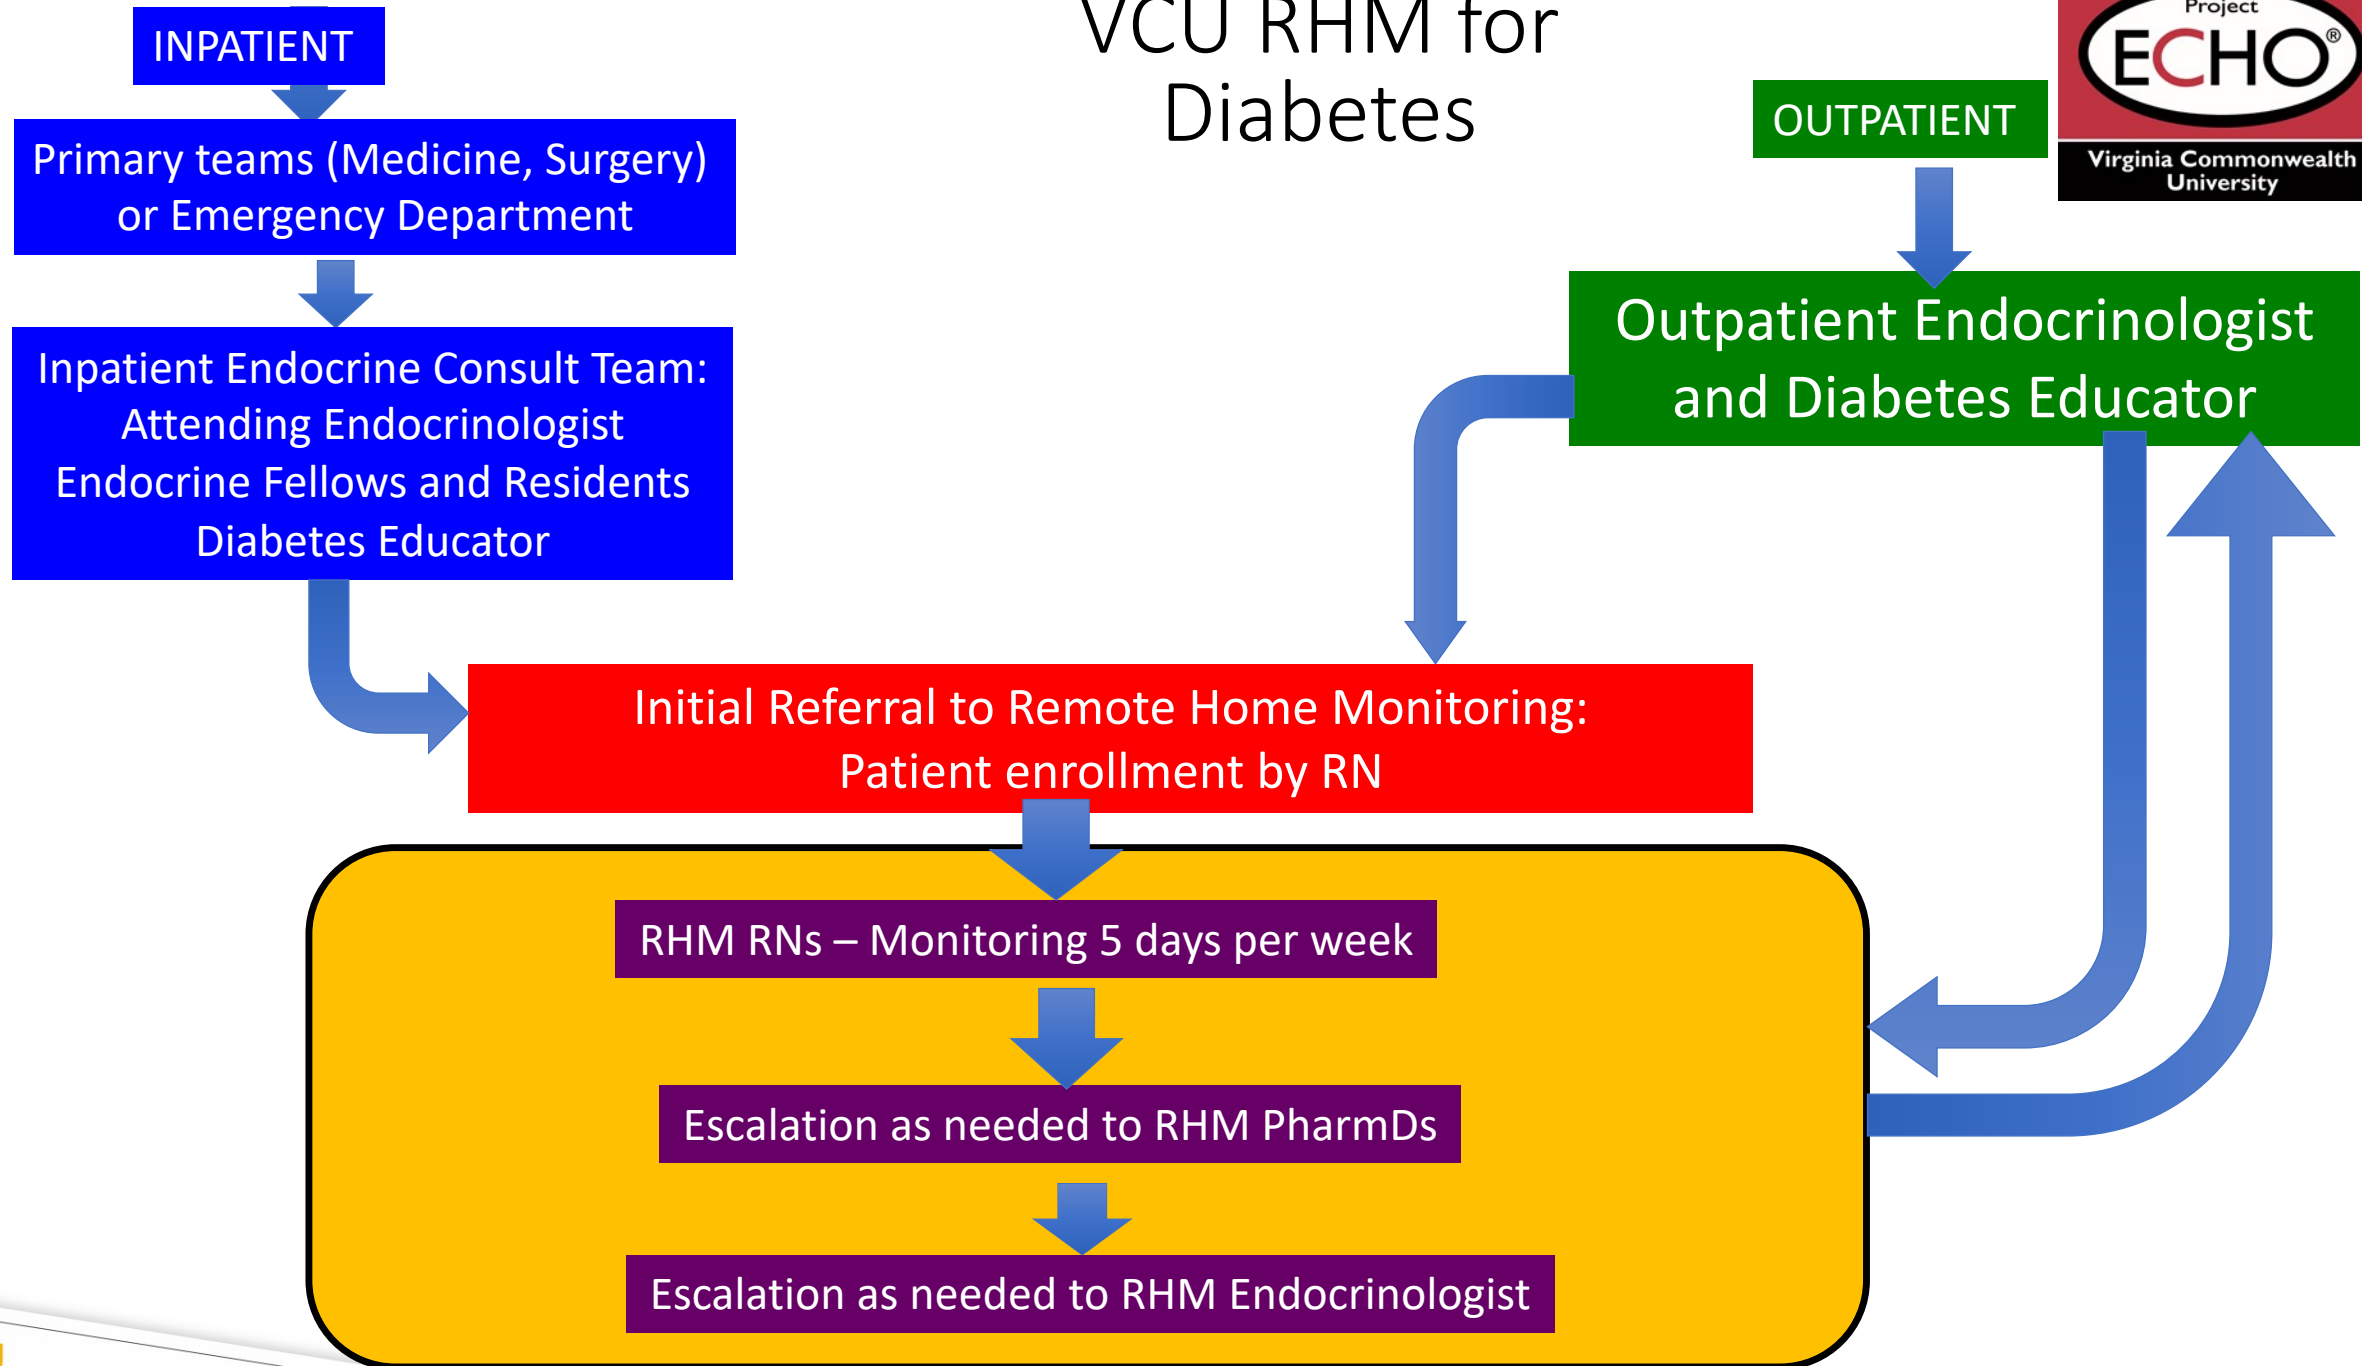 VCU RHM for
Diabetes
Project
ECHO®
Virginia Commonwealth
University
INPATIENT
Primary teams (Medicine, Surgery)
or Emergency Department
Inpatient Endocrine Consult Team:
Attending Endocrinologist
Endocrine Fellows and Residents
Diabetes Educator
OUTPATIENT
Outpatient Endocrinologist
and Diabetes Educator
Initial Referral to Remote Home Monitoring:
Patient enrollment by RN
RHM RNs – Monitoring 5 days per week
Escalation as needed to RHM PharmDs
Escalation as needed to RHM Endocrinologist